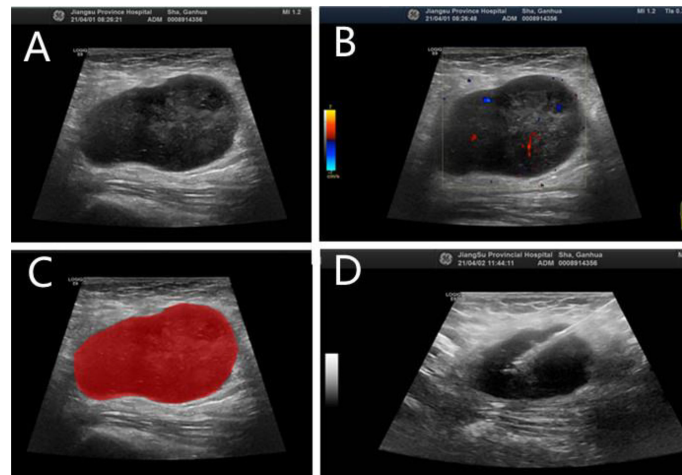 A
Jiangsu Province Hospital
Sha, Ganhua
MI 1.2
21/04/01 08:26:21
ADM
0008914356
B
Jiangsu Province Hospital
Sha, Ganhua
MI 1.2
21/04/01 08:26:48
ADM
0008914356
cm/s
C
D
JiangSu Provincial Hospital
Sha, Ganhua
21/04/02 11:44:11
ADM
0008914356